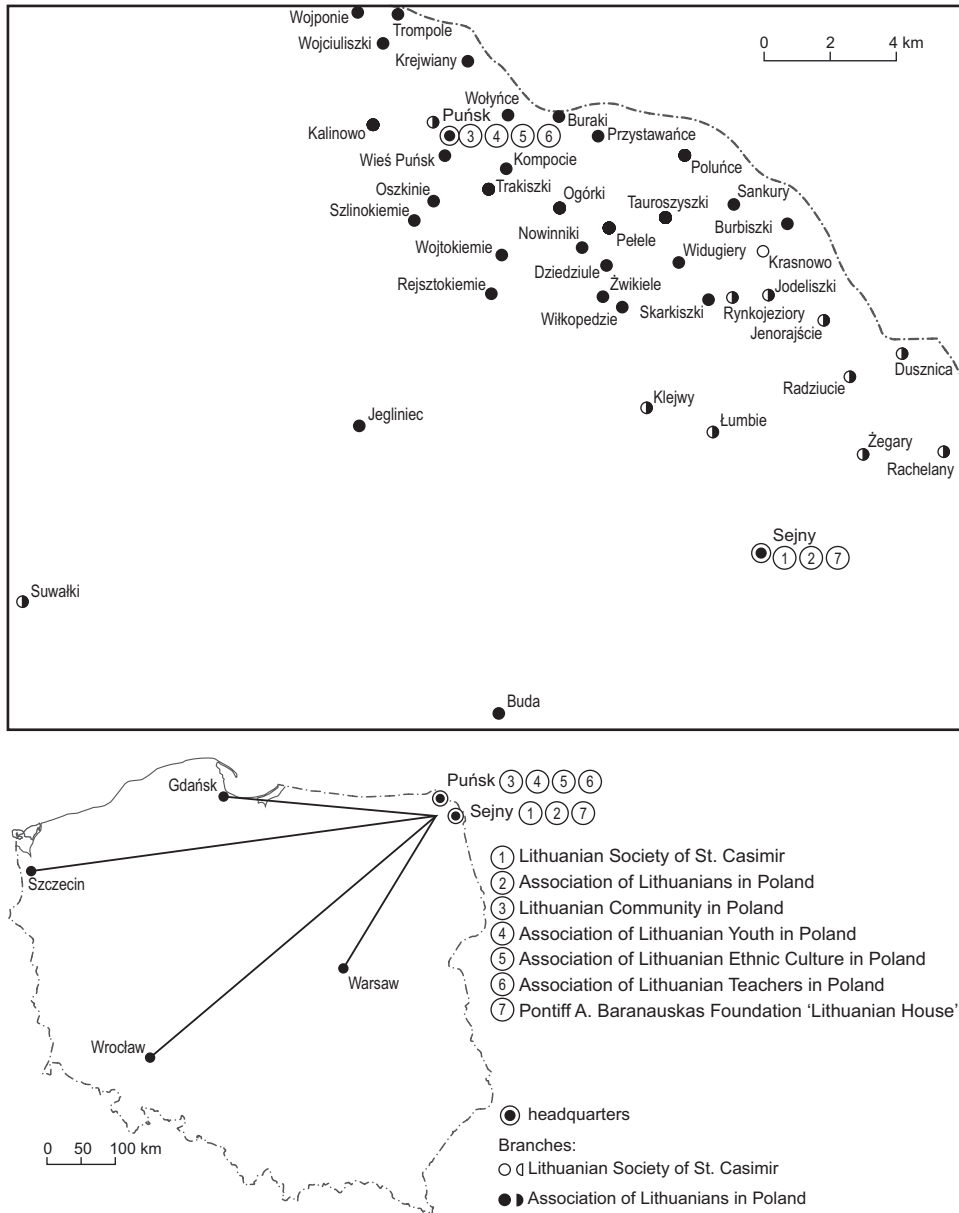 Wojponie
Trompole
Wojciuliszki
Krejwiany
0 2 4 km
Wołyńce
Puńsk
Buraki
Kalinowo
3 4 5 6
Przystawańce
Wieś Puńsk
Kompocie
Poluńce
Trakiszki
Oszkinie
Ogórki
Sankury
Szlinokiemie
Tauroszyszki
Burbiszki
Nowinniki
Pełele
Wojtokiemie
Widugiery
Krasnowo
Dziedziule
Rejsztokiemie
Żwikiele
Jodeliszki
Wiłkopedzie
Skarkiszki
Rynkojeziory
Jenorajście
Dusznica
Radziucie
Klejwy
Jegliniec
Łumbie
Żegary
Rachelany
Sejny
1 2 7
Suwałki
Buda
Gdańsk
Puńsk 3 4 5 6
Sejny 1 2 7
Szczecin
Warsaw
Wrocław
0 50 100 km
1 Lithuanian Society of St. Casimir
2 Association of Lithuanians in Poland
3 Lithuanian Community in Poland
4 Association of Lithuanian Youth in Poland
5 Association of Lithuanian Ethnic Culture in Poland
6 Association of Lithuanian Teachers in Poland
7 Pontiff A. Baranauskas Foundation ‘Lithuanian House’
headquarters
Branches:
Lithuanian Society of St. Casimir
Association of Lithuanians in Poland